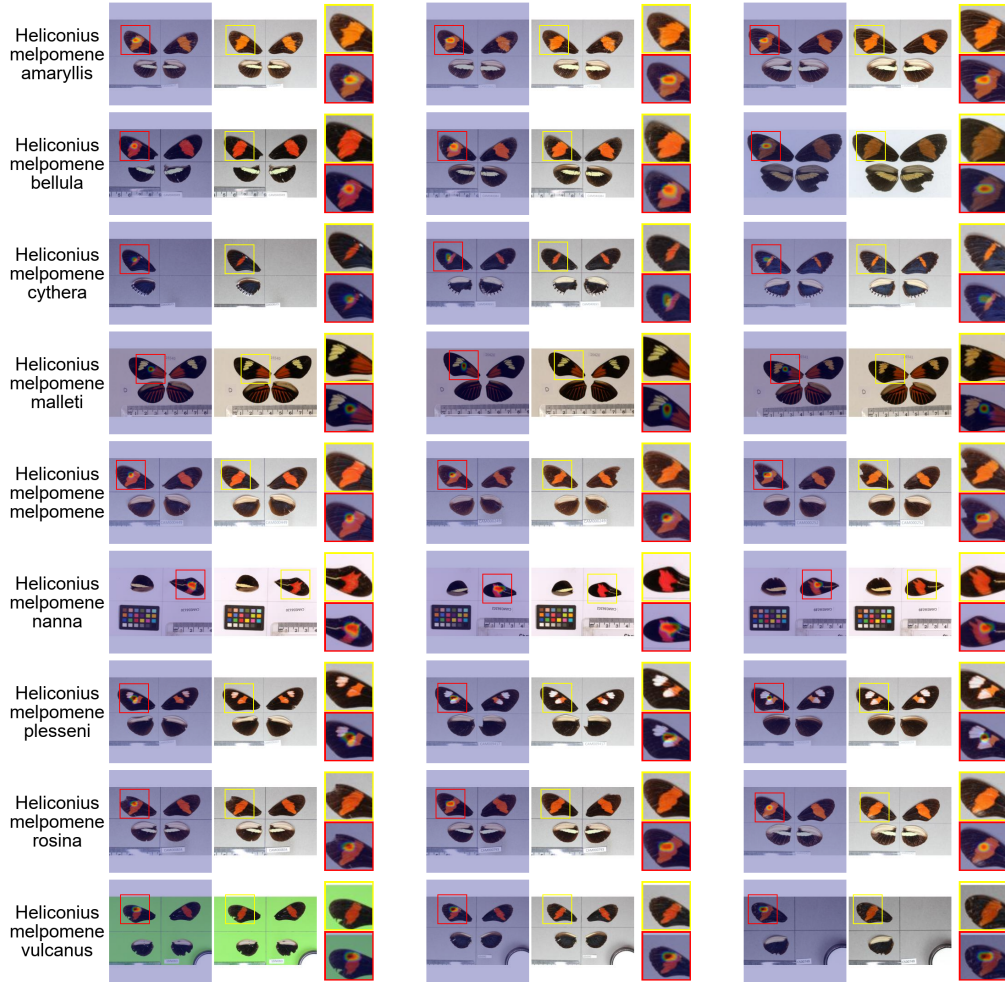 Heliconius
melpomene
amaryllis
Heliconius
melpomene
bellula
Heliconius
melpomene
cythera
Heliconius
melpomene
malleti
Heliconius
melpomene
melpomene
Heliconius
melpomene
nanna
Heliconius
melpomene
plesseni
Heliconius
melpomene
rosina
Heliconius
melpomene
vulcanus